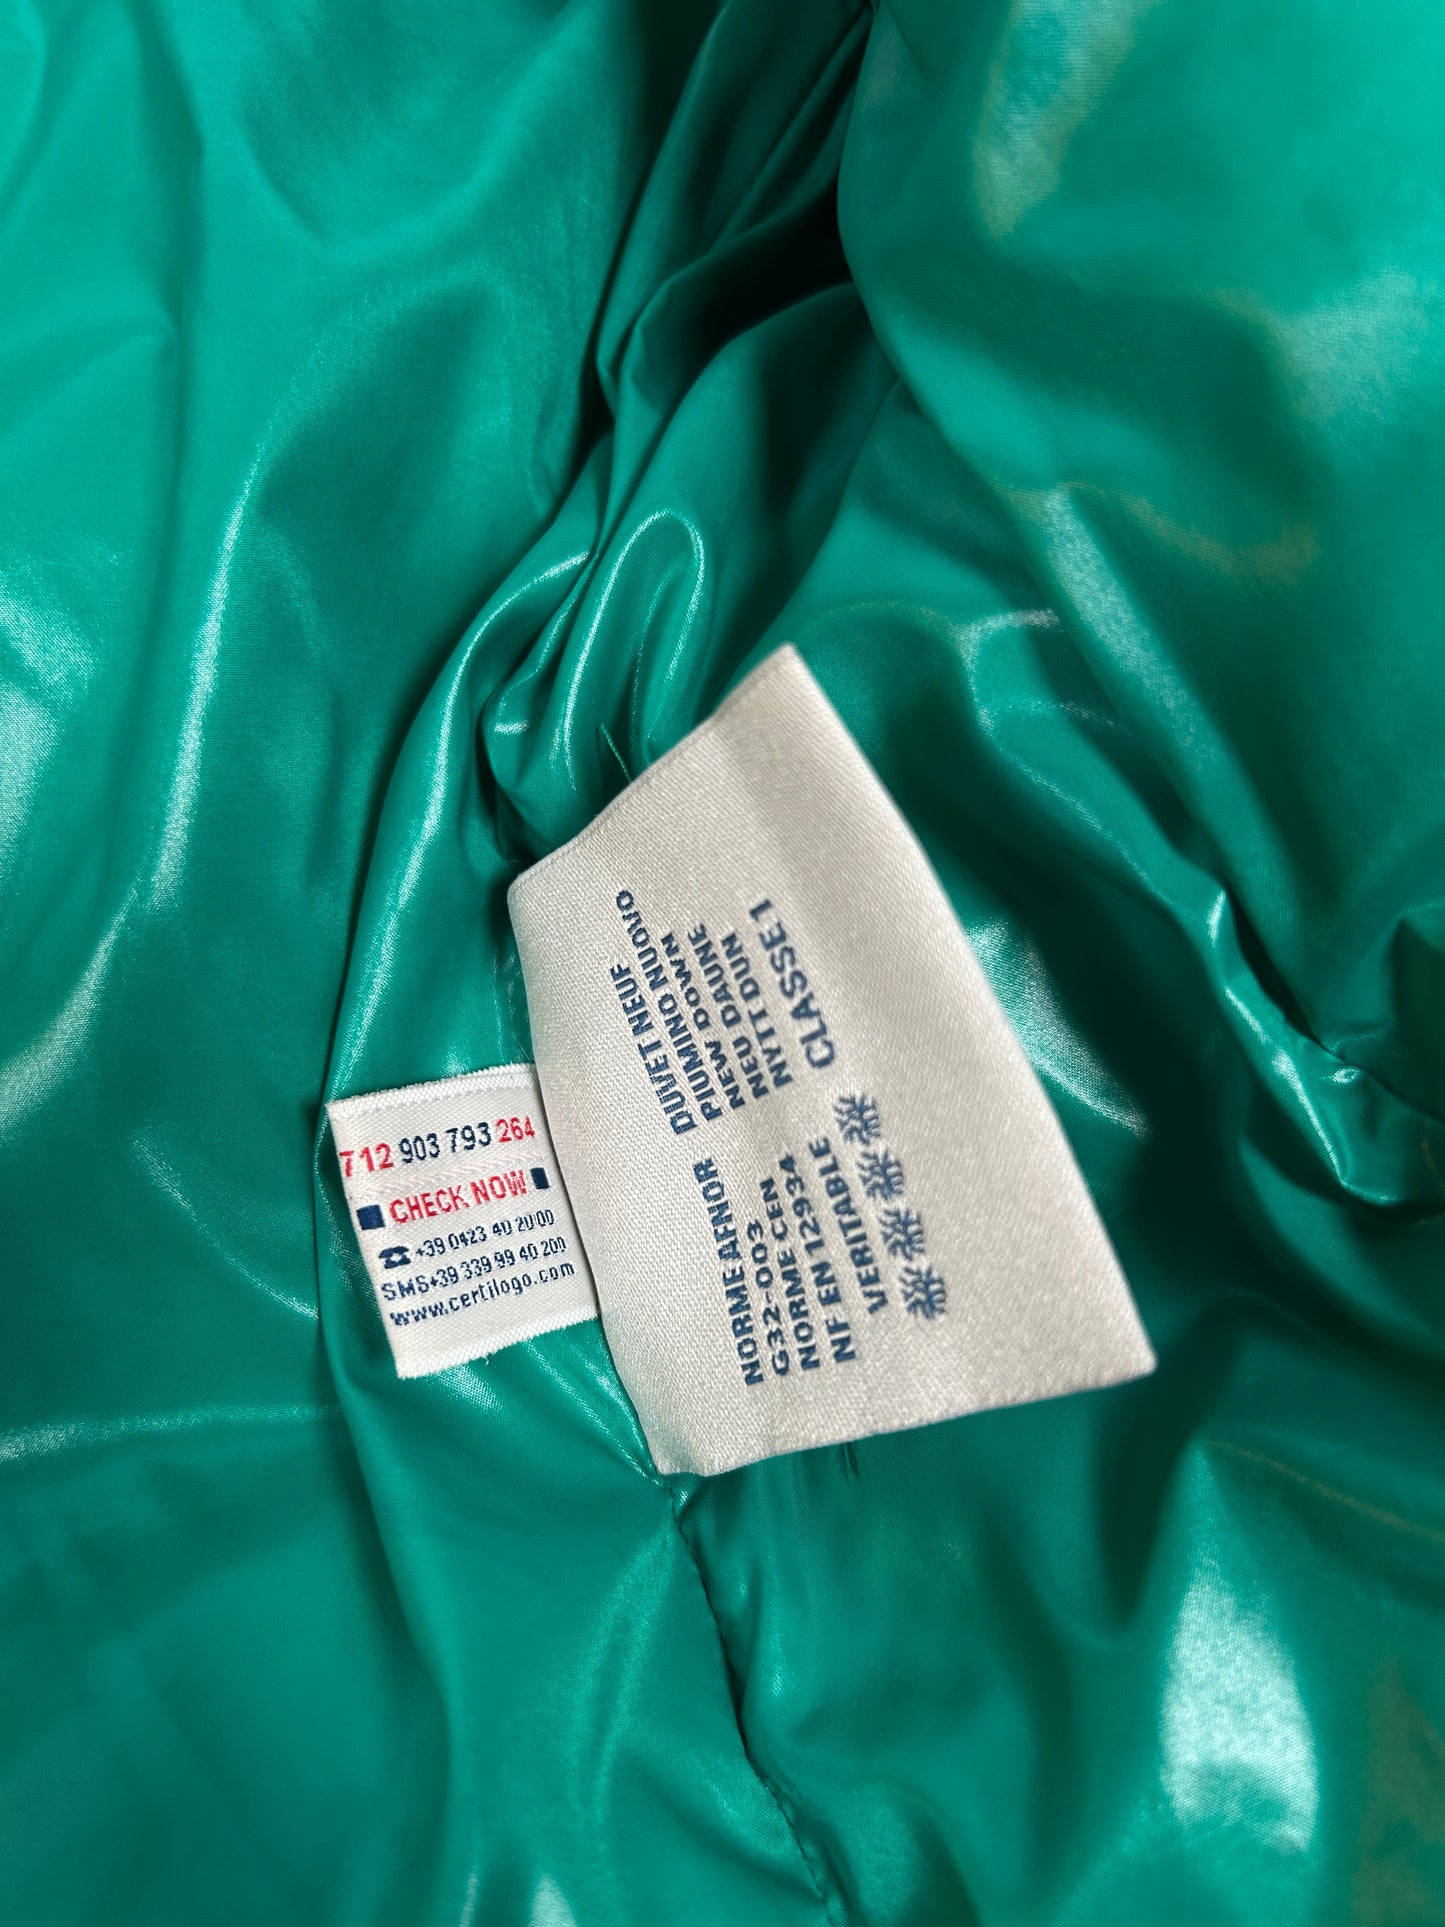 712 903 793 264
CHECK NOW
+39 0423 40 20 00
SMS+39 339 99 40 200
www.certilogo.com
DUVET NEUF
PIUMINO NUOVO
NEW DOWN
NEU DAUNE
NYTT DUN
CLASSE 1
NORME AFNOR
G32-003
NORME CEN
NF EN 12934
VERITABLE